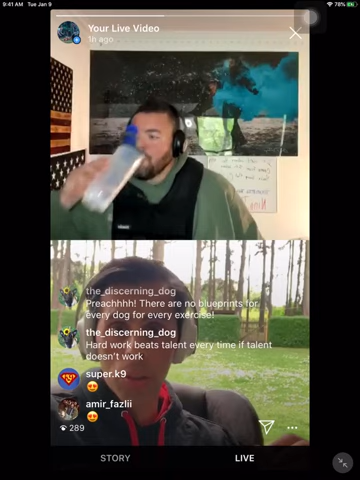 9:41 AM Tue Jan 9
78%
Your Live Video
1h ago
the_discerning_dog
Preachhhh! There are no blueprints for
every dog for every exercise!
the_discerning_dog
Hard work beats talent every time if talent
doesn't work
super.k9
amir_fazlii
289
STORY LIVE